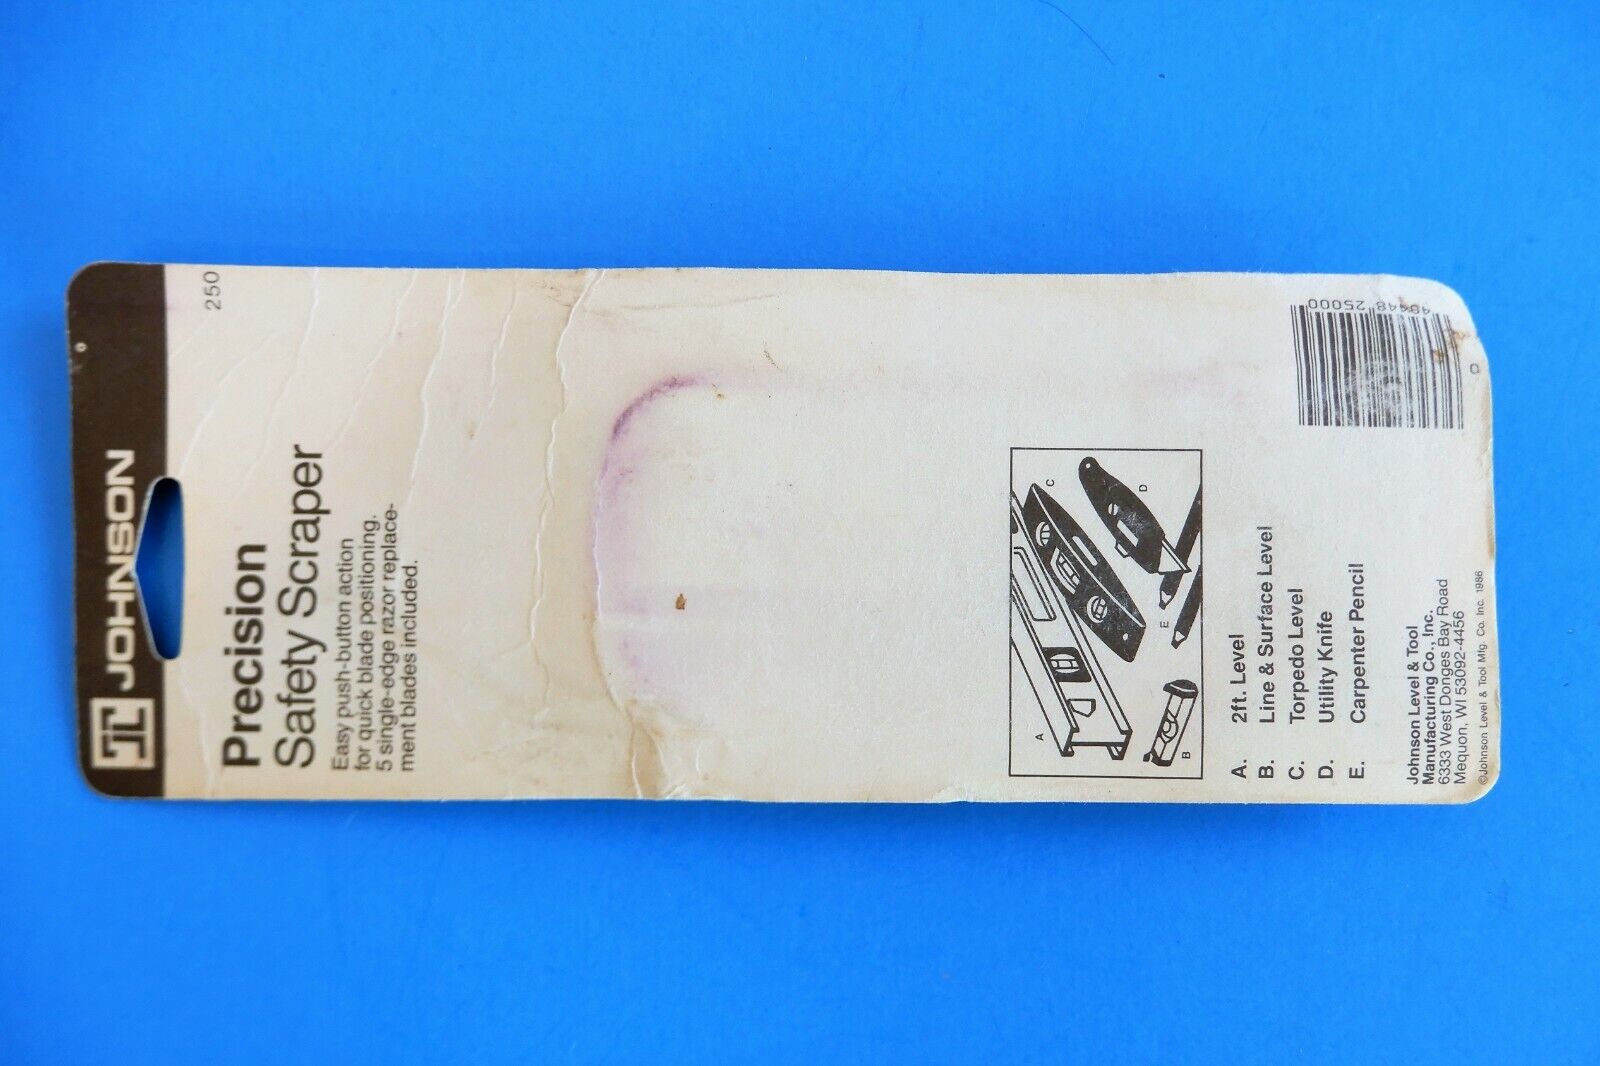 JOHNSON
250
Precision
Safety Scraper
Easy push-button action
for quick blade positioning.
5 single-edge razor replace-
ment blades included.
A
B
C
D
E
A. 2ft. Level
B. Line & Surface Level
C. Torpedo Level
D. Utility Knife
E. Carpenter Pencil
Johnson Level & Tool
Manufacturing Co., Inc.
6333 West Donges Bay Road
Mequon, WI 53092-4456
©Johnson Level & Tool Mfg. Co. Inc. 1986
0
49448 25000